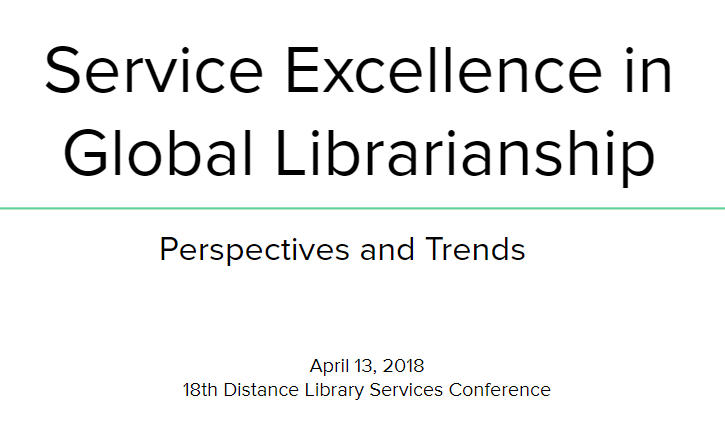 Service Excellence in
Global Librarianship
Perspectives and Trends
April 13, 2018
18th Distance Library Services Conference